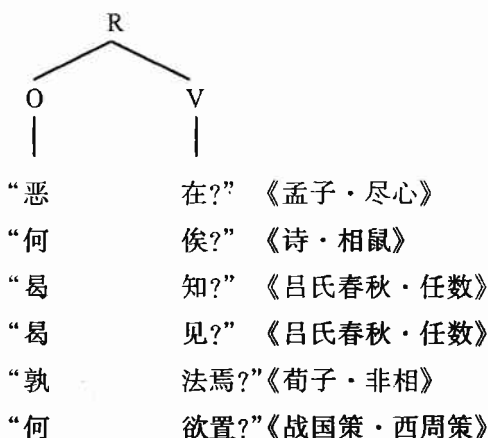 R
O V
“恶 在?” 《孟子·尽心》
“何 俟?” 《诗·相鼠》
“曷 知?” 《吕氏春秋·任数》
“曷 见?” 《吕氏春秋·任数》
“孰 法焉?”《荀子·非相》
“何 欲置?”《战国策·西周策》